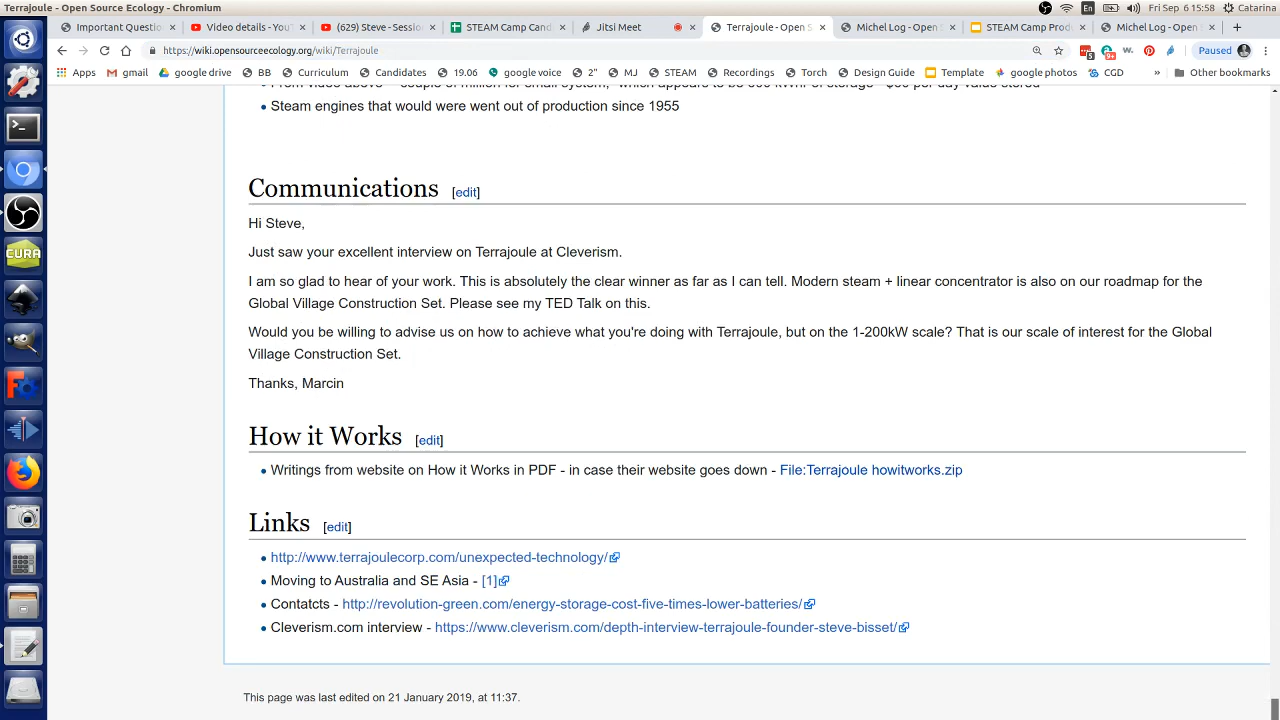 Terrajoule - Open Source Ecology - Chromium
En
Fri Sep 6 15:58
Catarina
Important Question
Video details
(629) Steve - Session
STEAM Camp Cand
Jitsi Meet
Terrajoule - Open S
Michel Log - Open S
STEAM Camp Prod
Michel Log - Open S
https://wiki.opensourceecology.org/wiki/Terrajoule
Paused
Apps
gmail
google drive
BB
Curriculum
Candidates
19.06
google voice
2"
MJ
STEAM
Recordings
Torch
Design Guide
Template
google photos
CGD
»
Other bookmarks
Steam engines that would were went out of production since 1955
Communications [edit]
Hi Steve,
Just saw your excellent interview on Terrajoule at Cleverism.
I am so glad to hear of your work. This is absolutely the clear winner as far as I can tell. Modern steam + linear concentrator is also on our roadmap for the
Global Village Construction Set. Please see my TED Talk on this.
Would you be willing to advise us on how to achieve what you're doing with Terrajoule, but on the 1-200kW scale? That is our scale of interest for the Global
Village Construction Set.
Thanks, Marcin
How it Works [edit]
Writings from website on How it Works in PDF - in case their website goes down - File:Terrajoule howitworks.zip
Links [edit]
http://www.terrajoulecorp.com/unexpected-technology/
Moving to Australia and SE Asia - [1]
Contatcts - http://revolution-green.com/energy-storage-cost-five-times-lower-batteries/
Cleverism.com interview - https://www.cleverism.com/depth-interview-terrajoule-founder-steve-bisset/
This page was last edited on 21 January 2019, at 11:37.
CURA